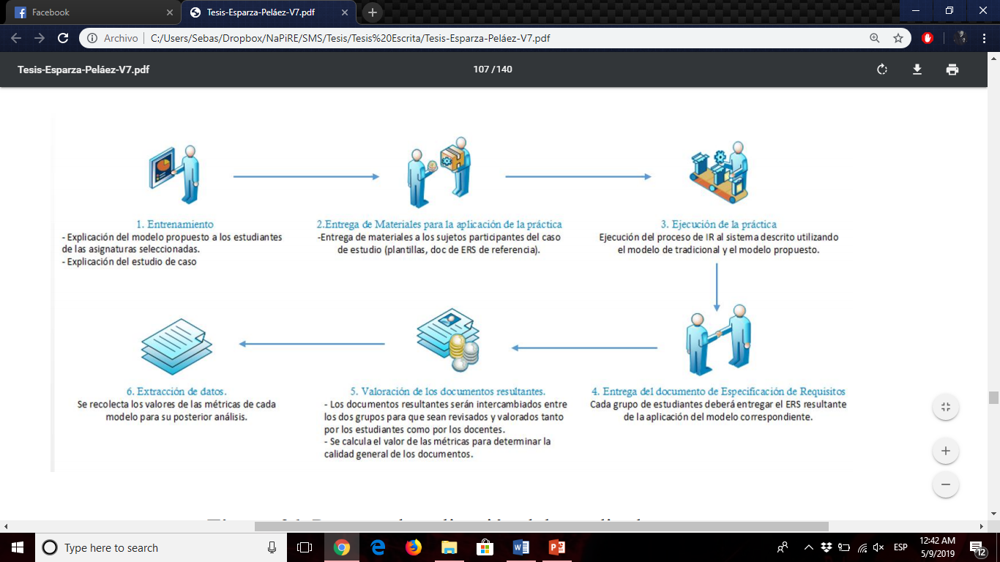 Facebook
Tesis-Esparza-Peláez-V7.pdf
Archivo
C:/Users/Sebas/Dropbox/NaPiRE/SMS/Tesis/Tesis%20Escrita/Tesis-Esparza-Peláez-V7.pdf
Tesis-Esparza-Peláez-V7.pdf
107 / 140
1. Entrenamiento
- Explicación del modelo propuesto a los estudiantes
de las asignaturas seleccionadas.
- Explicación del estudio de caso
2.Entrega de Materiales para la aplicación de la práctica
-Entrega de materiales a los sujetos participantes del caso
de estudio (plantillas, doc de ERS de referencia).
3. Ejecución de la práctica
Ejecución del proceso de IR al sistema descrito utilizando
el modelo de tradicional y el modelo propuesto.
6. Extracción de datos.
Se recolecta los valores de las métricas de cada
modelo para su posterior análisis.
5. Valoración de los documentos resultantes.
- Los documentos resultantes serán intercambiados entre
los dos grupos para que sean revisados y valorados tanto
por los estudiantes como por los docentes.
- Se calcula el valor de las métricas para determinar la
calidad general de los documentos.
4. Entrega del documento de Especificación de Requisitos
Cada grupo de estudiantes deberá entregar el ERS resultante
de la aplicación del modelo correspondiente.
Type here to search
ESP
12:42 AM
5/9/2019
12